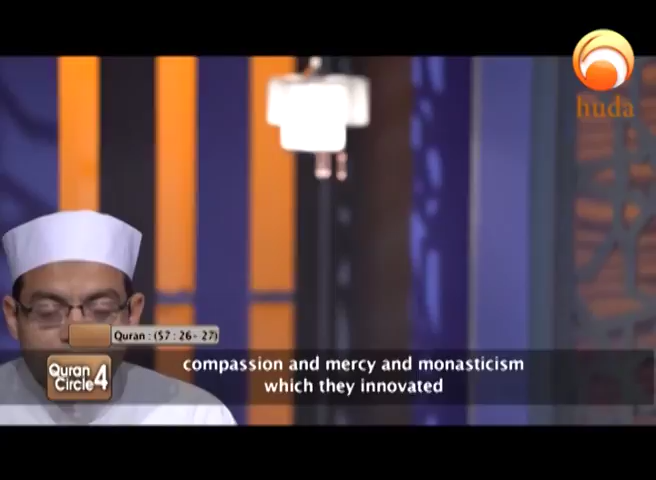 huda
Quran : (57 : 26 - 27)
Quran
Circle 4
compassion and mercy and monasticism
which they innovated